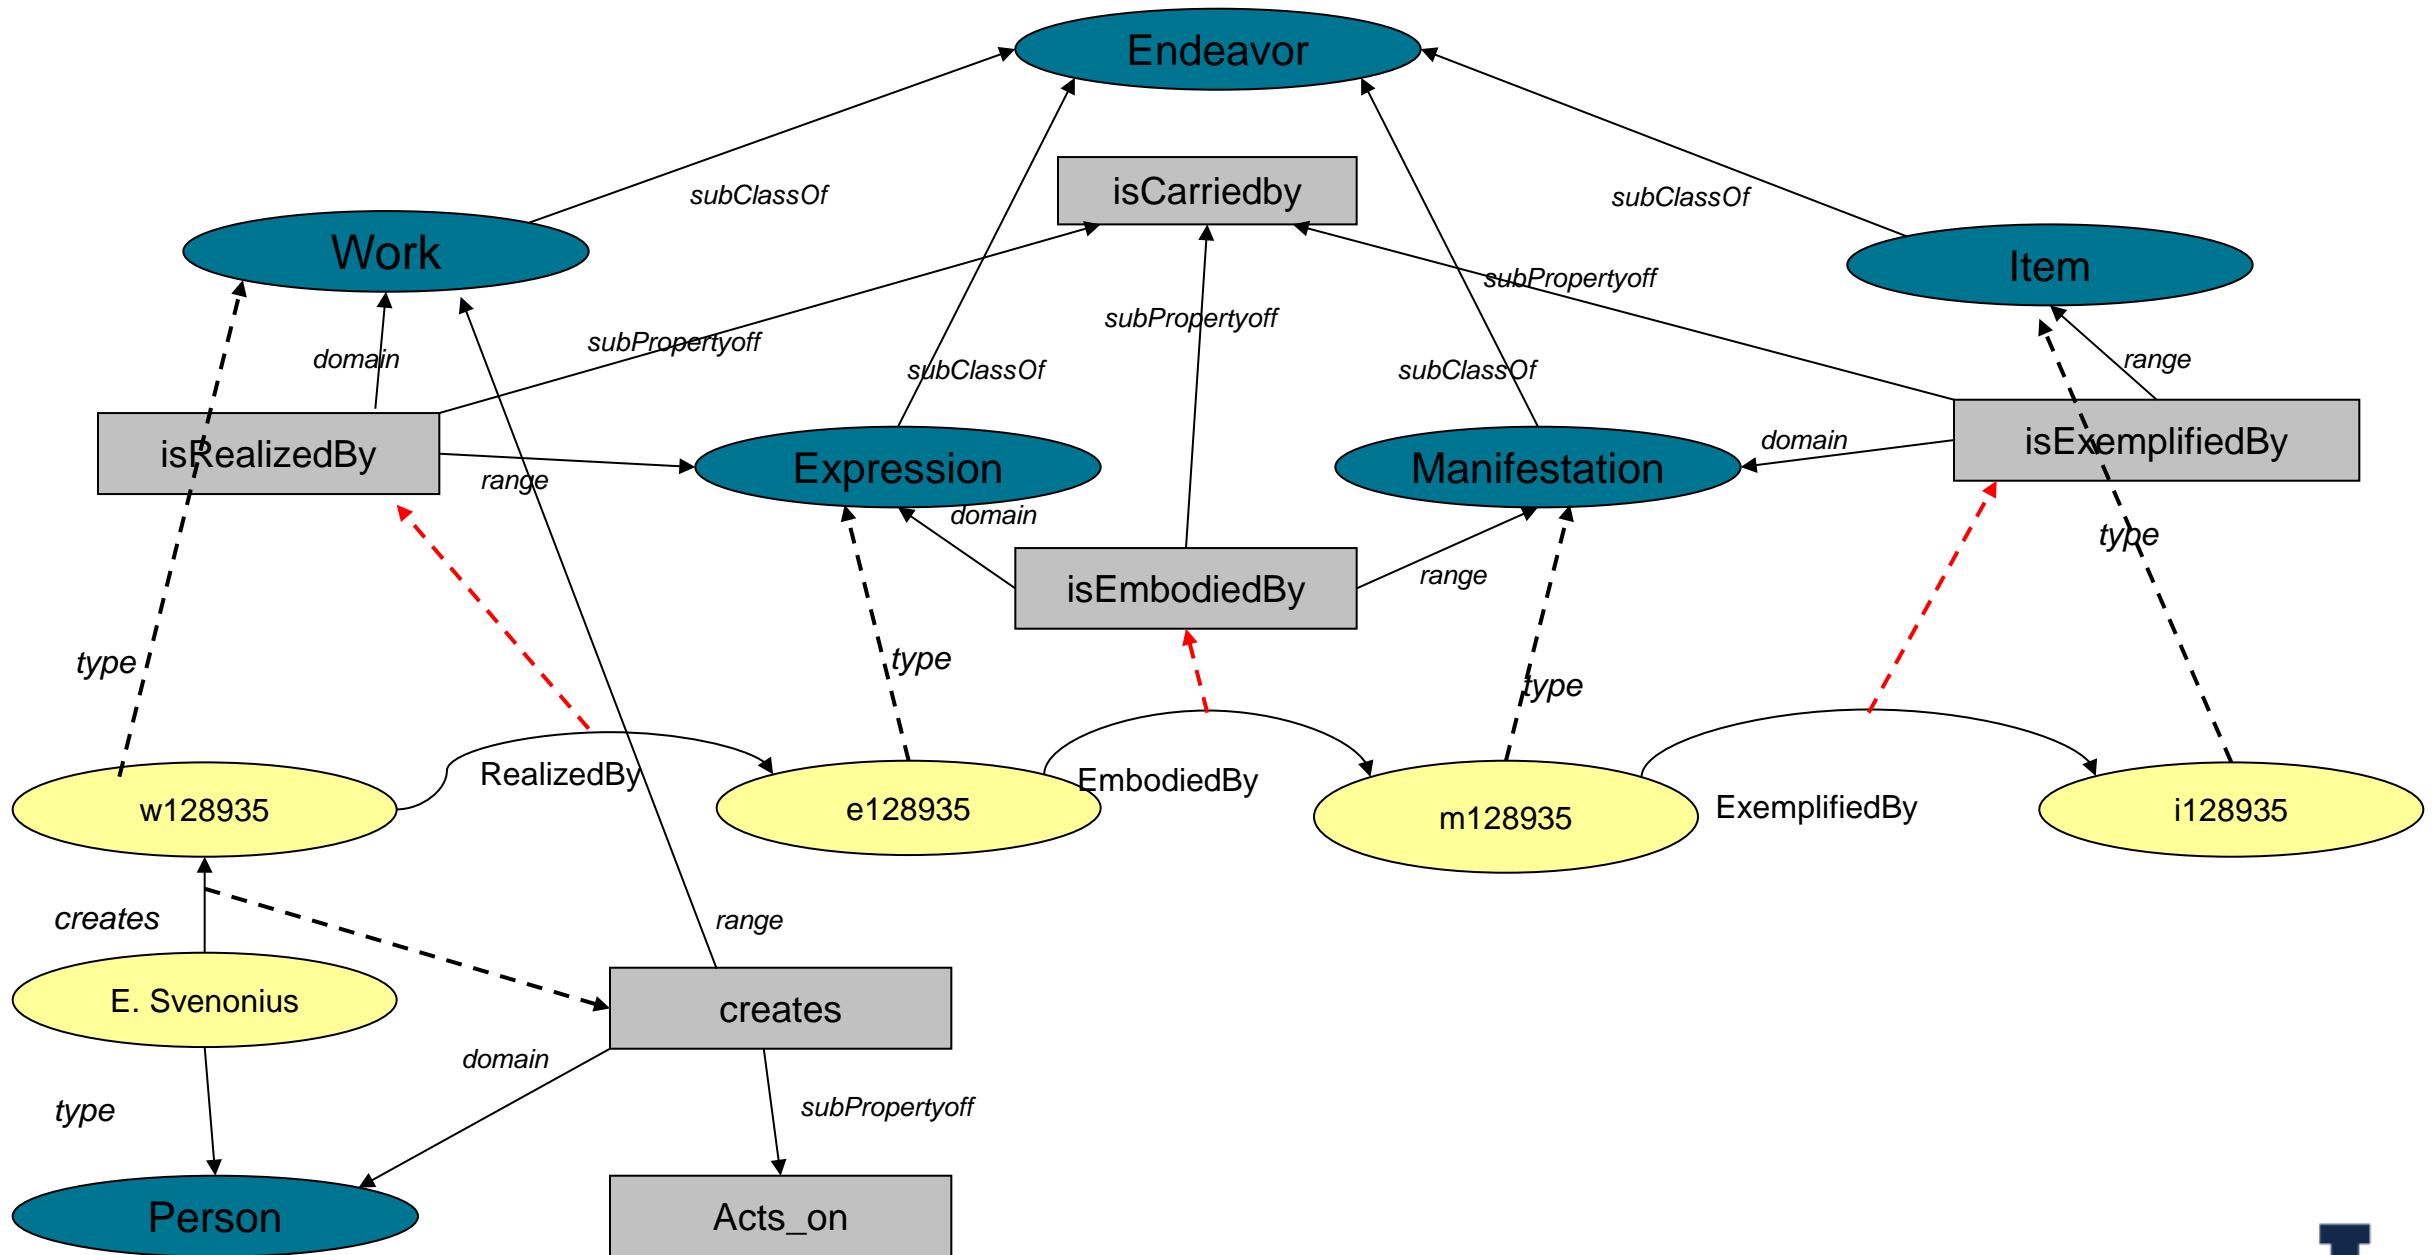 Endeavor
isCarriedby
subClassOf
subClassOf
Work
Item
subPropertyoff
subPropertyoff
subPropertyoff
domain
range
subClassOf
subClassOf
isRealizedBy
domain
isExemplifiedBy
range
Expression
Manifestation
domain
type
isEmbodiedBy
range
type
type
type
RealizedBy
EmbodiedBy
ExemplifiedBy
w128935
e128935
m128935
i128935
creates
range
E. Svenonius
creates
domain
type
subPropertyoff
Person
Acts_on